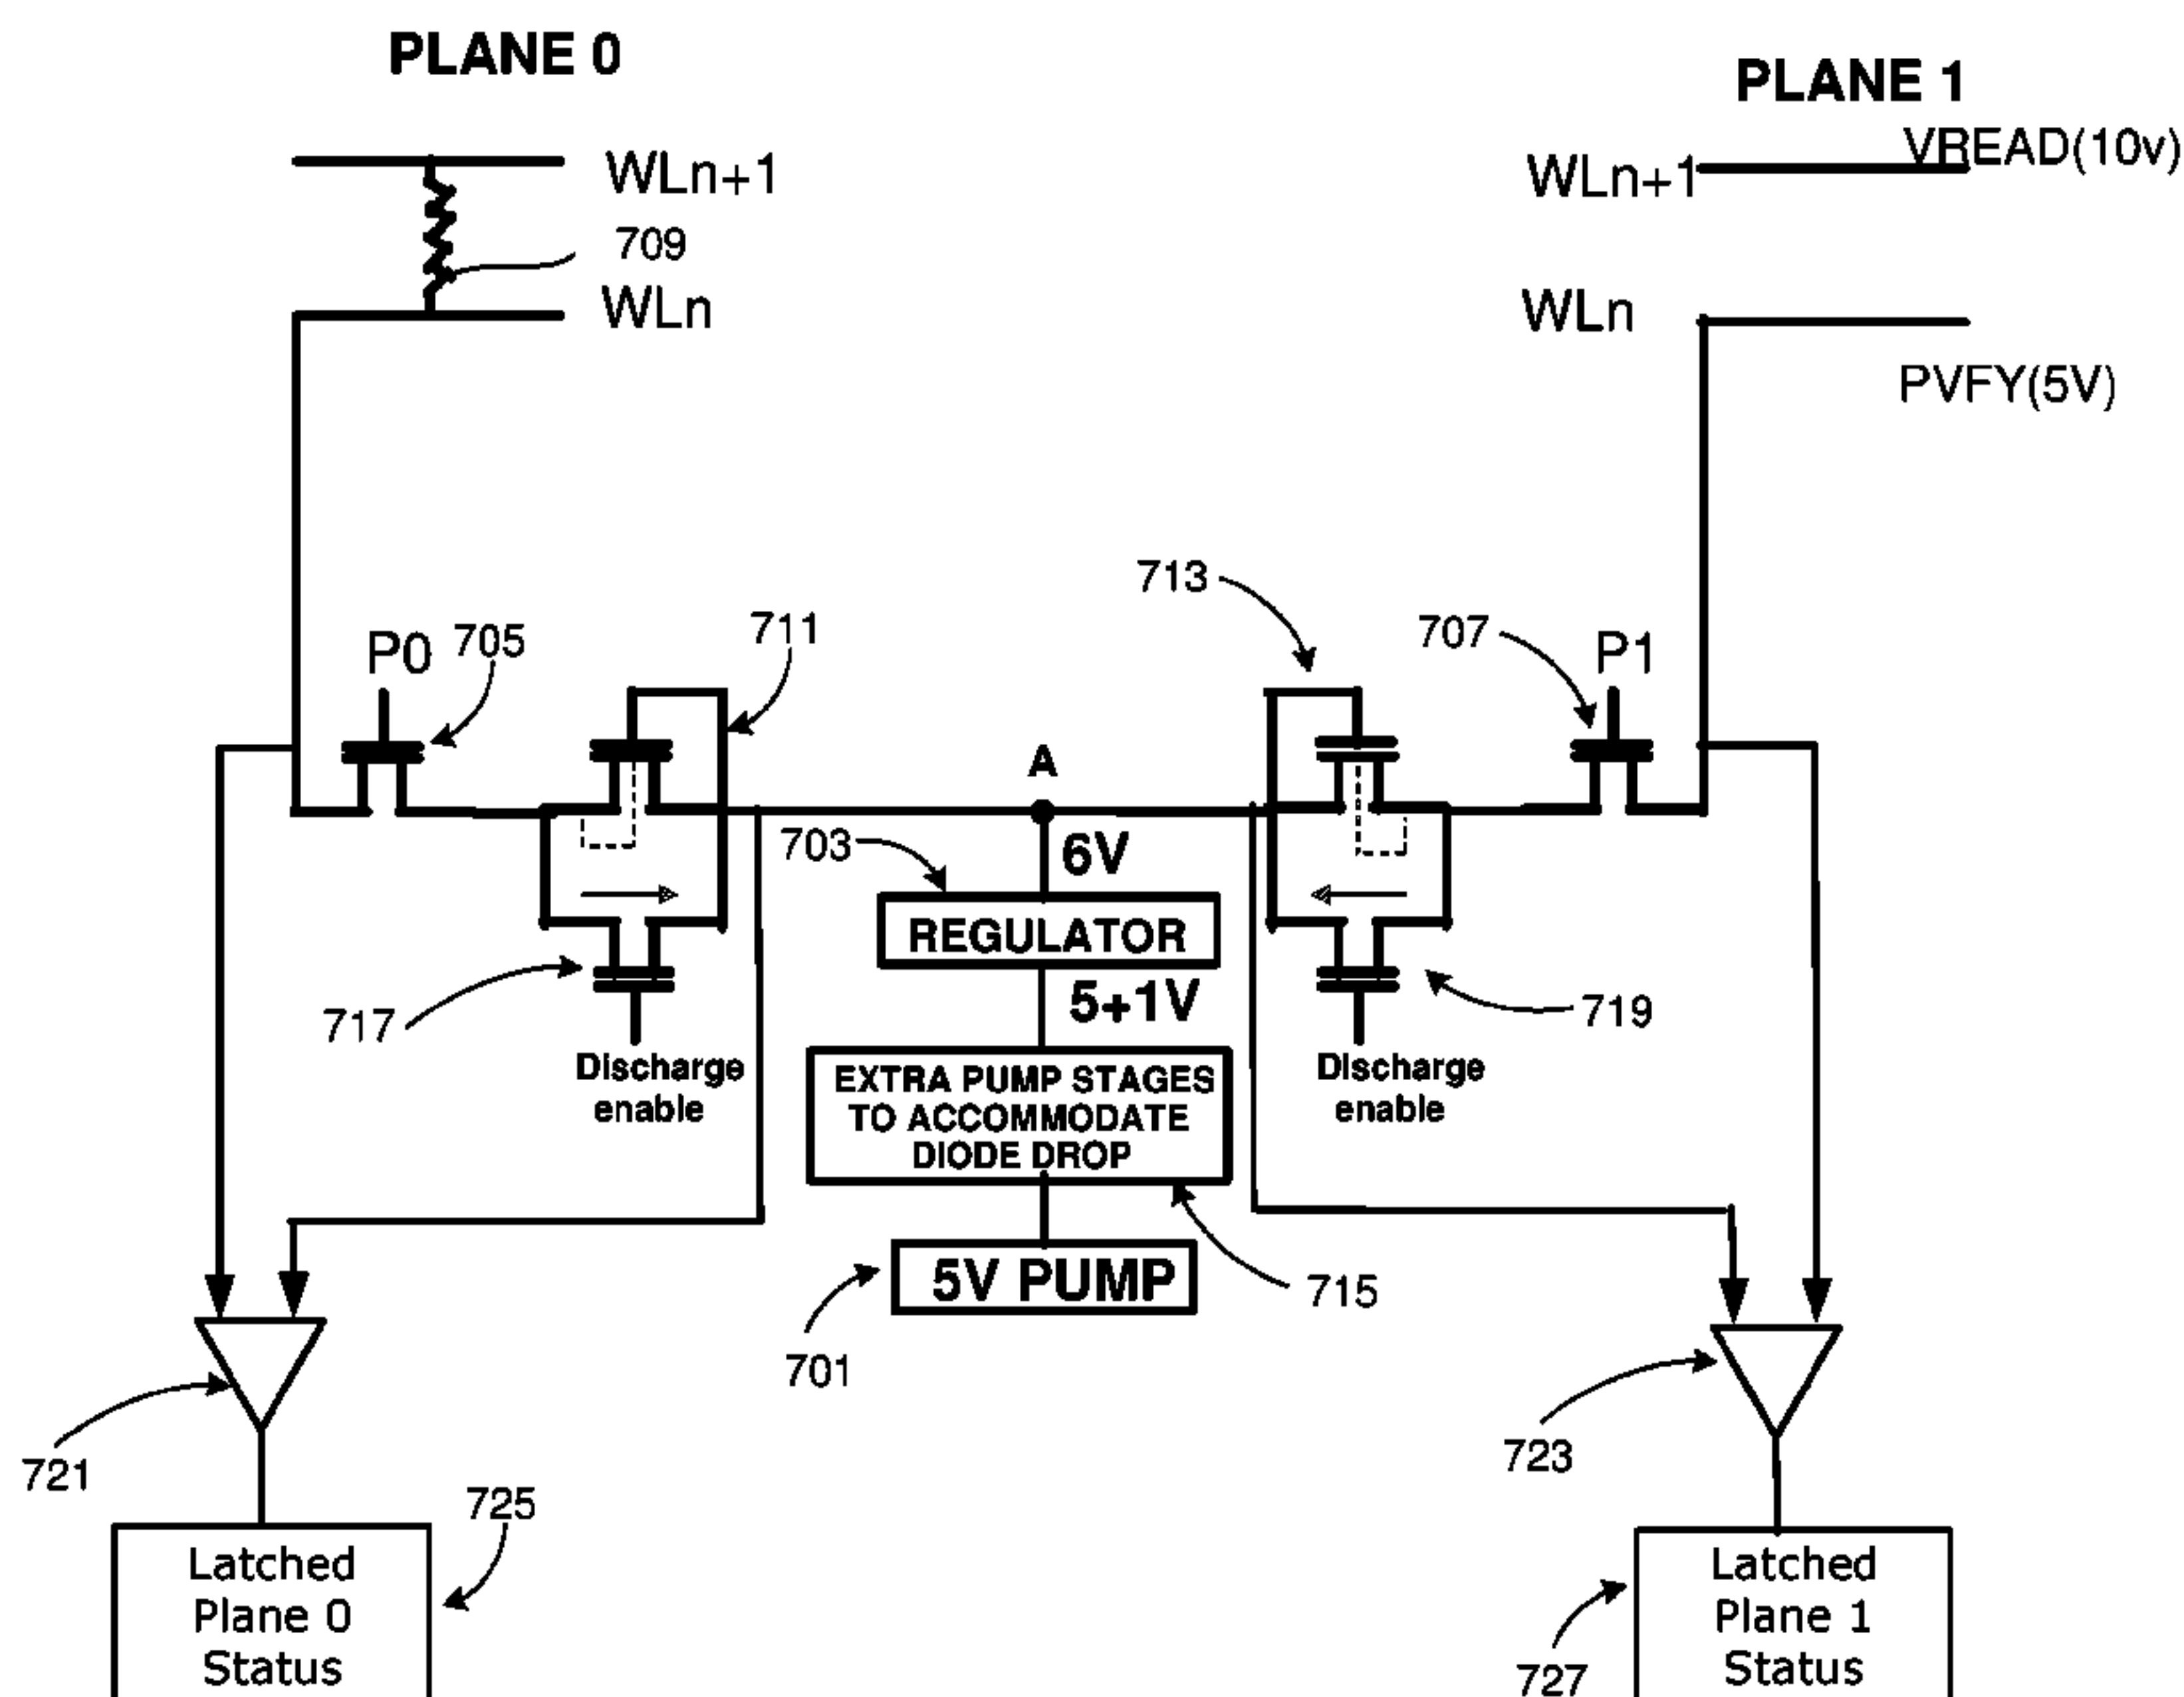 PLANE 0
PLANE 1
VREAD(10v)
WLn+1
WLn+1
709
WLn
WLn
PVFY(5V)
713
711
707
P0
705
P1
A
703
6V
REGULATOR
5+1V
717
719
Discharge
enable
Discharge
enable
EXTRA PUMP STAGES
TO ACCOMMODATE
DIODE DROP
5V PUMP
715
701
721
723
725
Latched
Plane 0
Status
Latched
Plane 1
Status
727